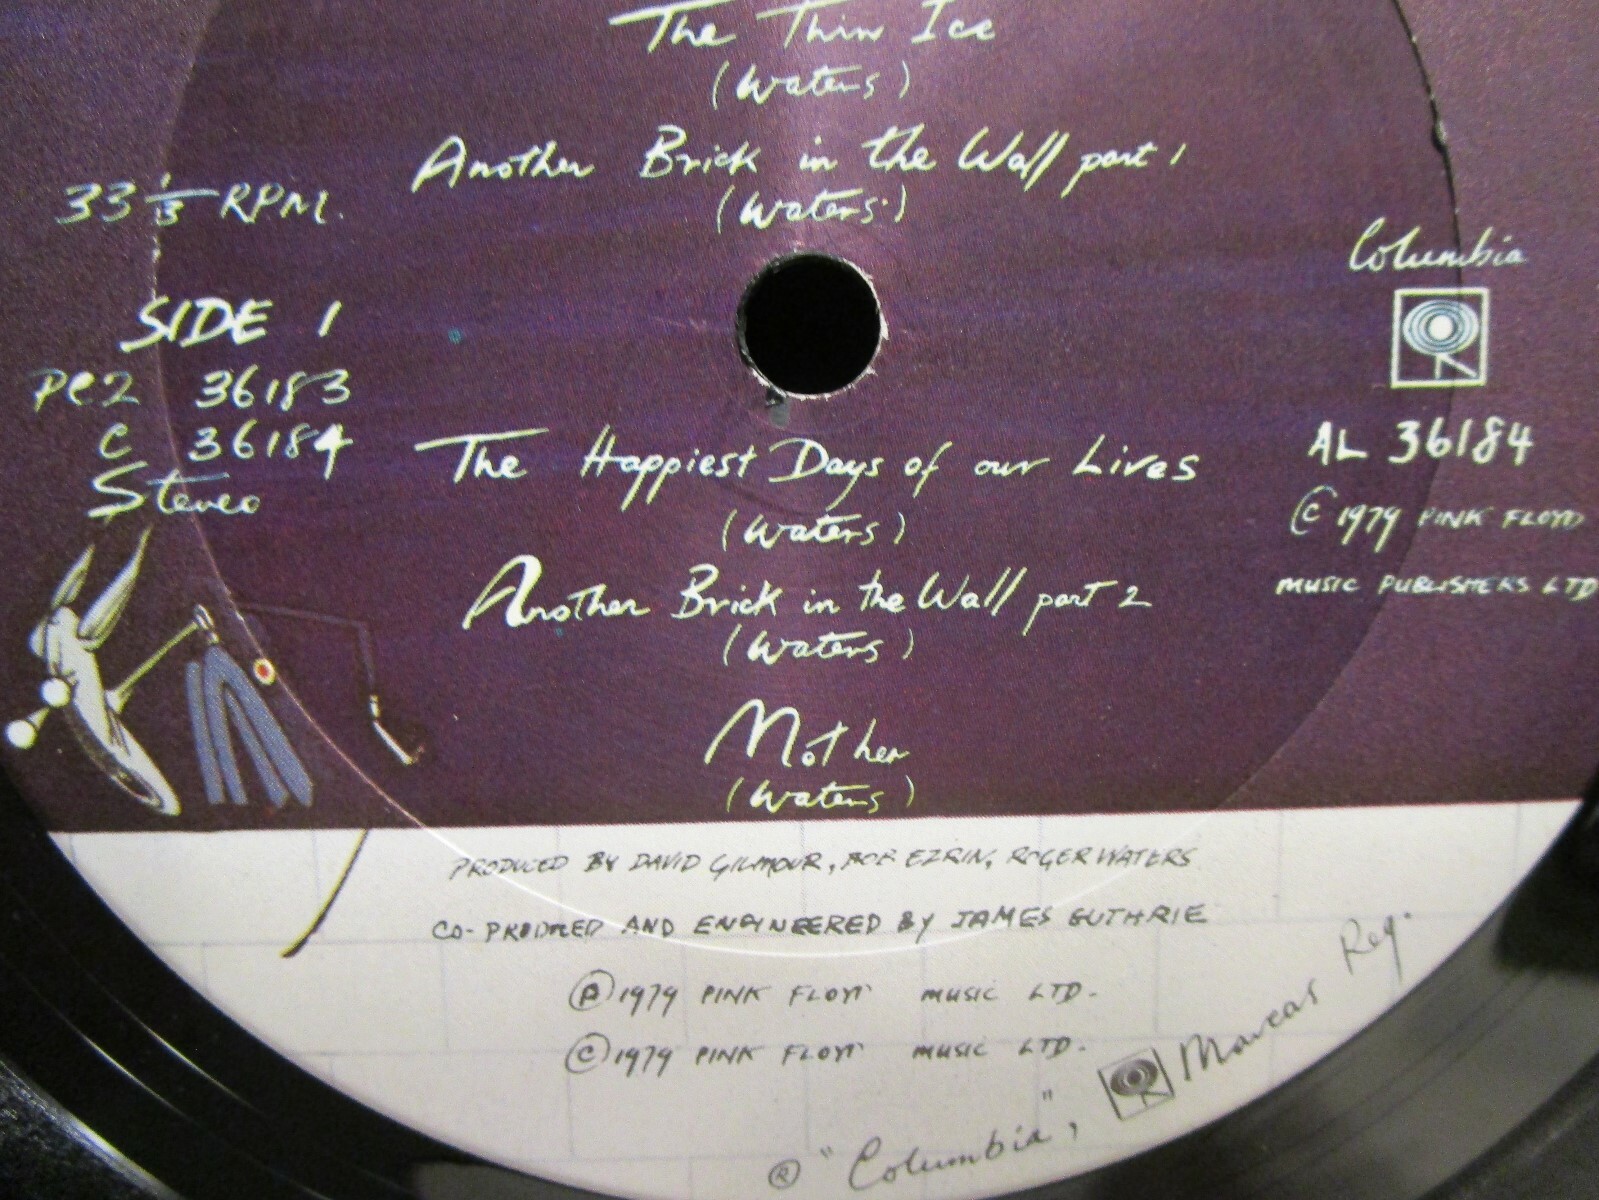 The Thin Ice
(Waters)
Another Brick in the Wall part 1
(Waters.)
33 1/3 RPM.
SIDE 1
PC2 36183
C 36184
Stereo
Columbia
AL 36184
© 1979 PINK FLOYD
MUSIC PUBLISHERS LTD
The Happiest Days of our Lives
(Waters)
Another Brick in the Wall part 2
(Waters)
Mother
(Waters)
PRODUCED BY DAVID GILMOUR, BOB EZRIN, ROGER WATERS.
CO-PRODUCED AND ENGINEERED BY JAMES GUTHRIE
℗ 1979 PINK FLOYD MUSIC LTD.
© 1979 PINK FLOYD MUSIC LTD.
® "Columbia", Marcas Reg.